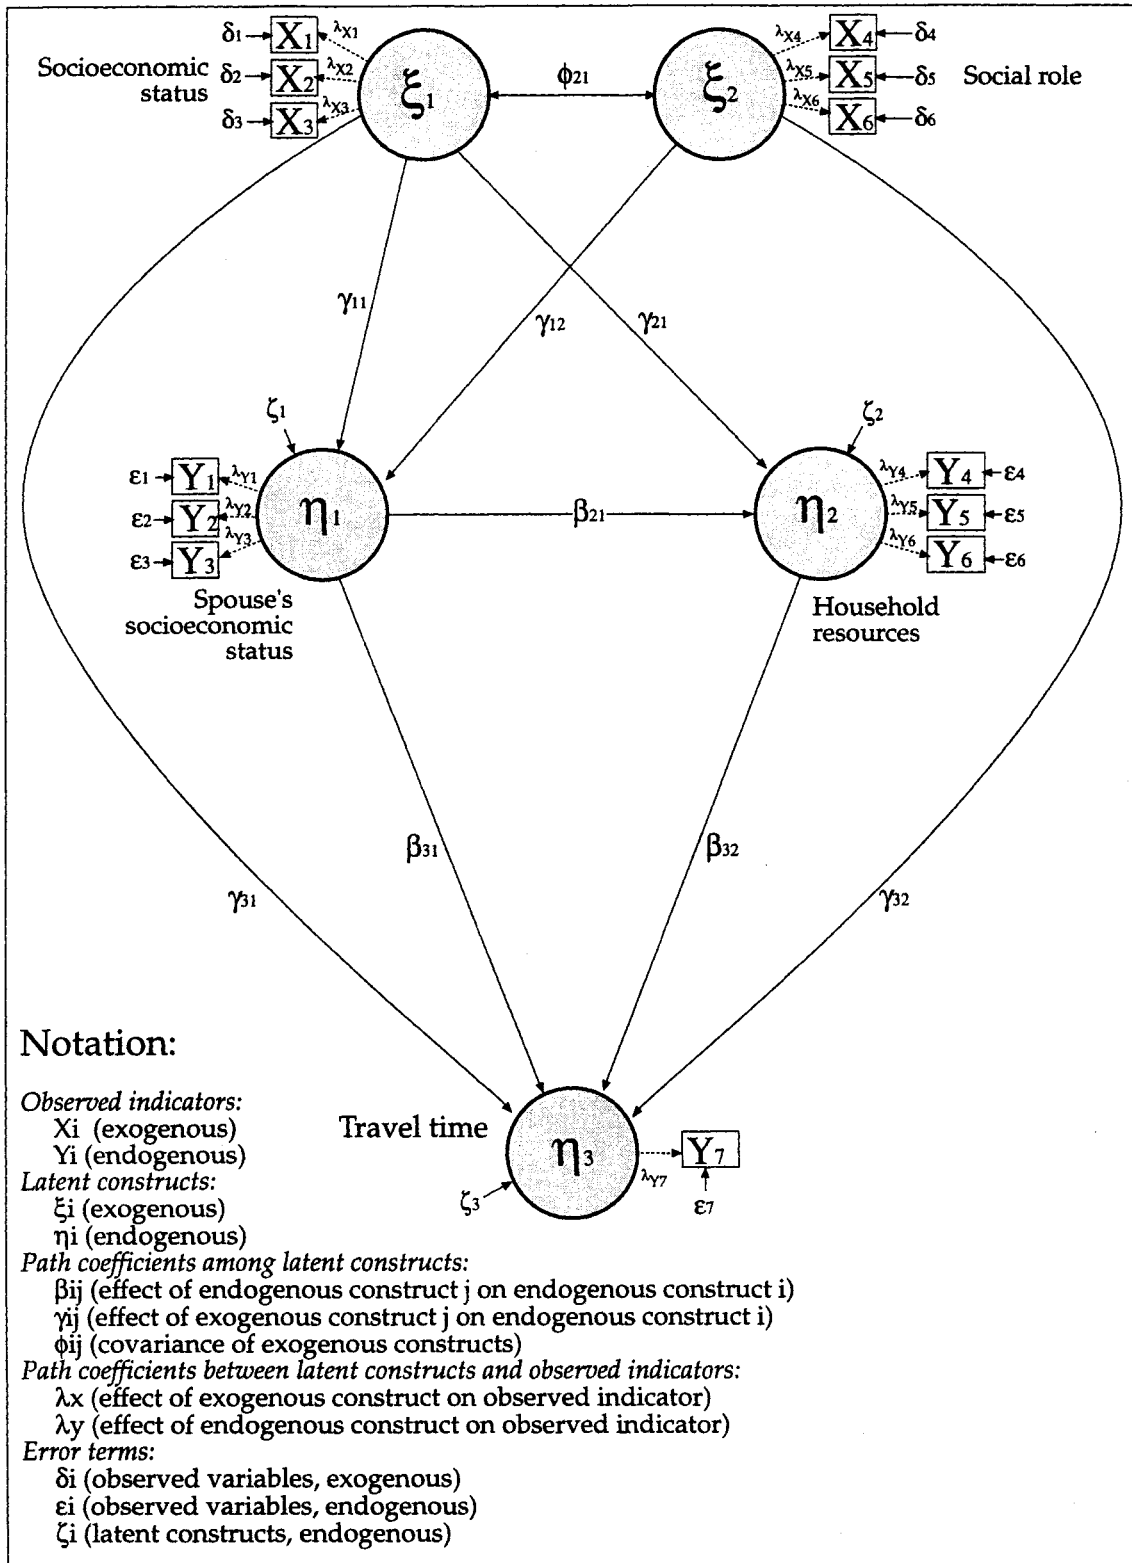 δ1 X1 λX1
Socioeconomic status
δ2 X2 λX2
δ3 X3 λX3
ξ1
ϕ21
ξ2
λX4 X4 δ4
λX5 X5 δ5
λX6 X6 δ6
Social role
γ11
γ12
γ21
ζ1
ζ2
ε1 Y1 λY1
ε2 Y2 λY2
ε3 Y3 λY3
η1
β21
η2
λY4 Y4 ε4
λY5 Y5 ε5
λY6 Y6 ε6
Spouse's
socioeconomic
status
Household
resources
β31
β32
γ31
γ32
Travel time
η3
ζ3
λY7
Y7
ε7
Notation:
Observed indicators:
Xi (exogenous)
Yi (endogenous)
Latent constructs:
ξi (exogenous)
ηi (endogenous)
Path coefficients among latent constructs:
βij (effect of endogenous construct j on endogenous construct i)
γij (effect of exogenous construct j on endogenous construct i)
ϕij (covariance of exogenous constructs)
Path coefficients between latent constructs and observed indicators:
λx (effect of exogenous construct on observed indicator)
λy (effect of endogenous construct on observed indicator)
Error terms:
δi (observed variables, exogenous)
εi (observed variables, endogenous)
ζi (latent constructs, endogenous)